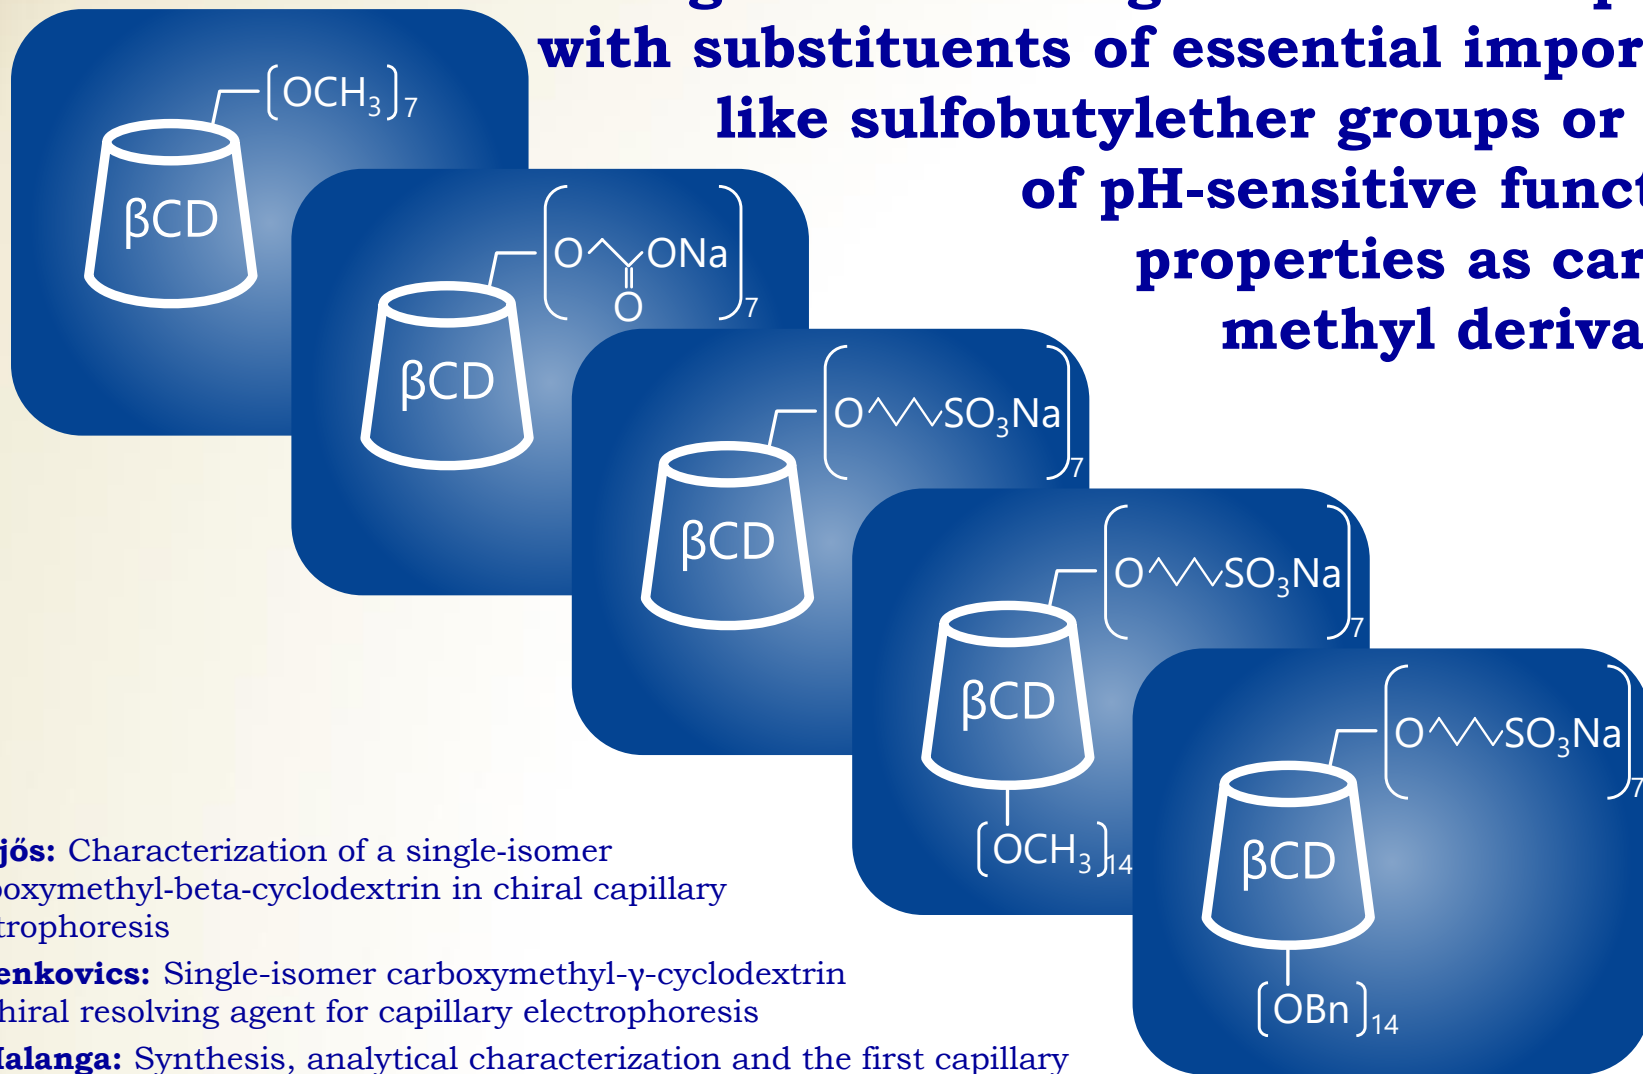 with substituents of essential impor
like sulfobutylether groups or
of pH-sensitive funct
properties as car
methyl deriva
(OCH3)7
βCD
(O ONa)7
O
βCD
(O SO3Na)7
βCD
(O SO3Na)7
βCD
(OCH3)14
(O SO3Na)7
βCD
(OBn)14
jős: Characterization of a single-isomer
boxymethyl-beta-cyclodextrin in chiral capillary
trophoresis
enkovics: Single-isomer carboxymethyl-γ-cyclodextrin
hiral resolving agent for capillary electrophoresis
Malanga: Synthesis, analytical characterization and the first capillary